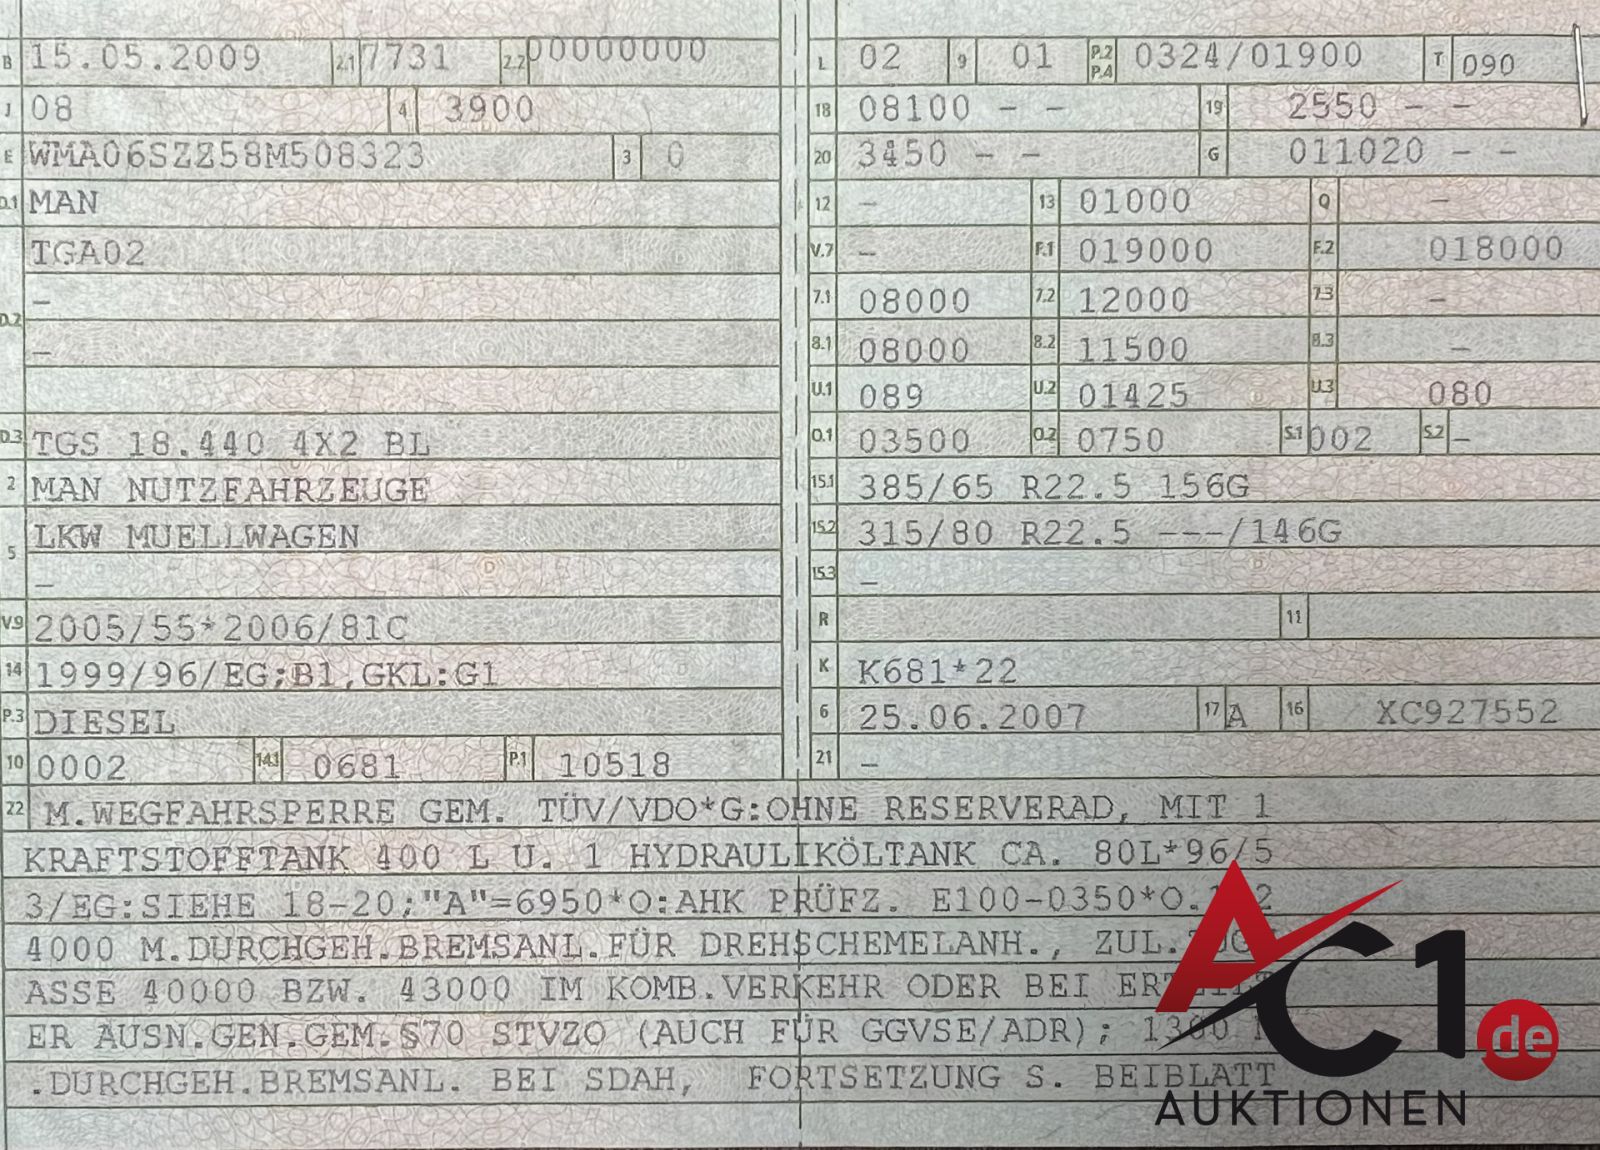 B 15.05.2009 2.1 7731 2.2 00000000
J 08 4 3900
E WMA06SZZ58M508323 3 0
D.1 MAN
TGA02
–
D.2
–
D.3 TGS 18.440 4X2 BL
2 MAN NUTZFAHRZEUGE
LKW MUELLWAGEN
5
–
V.9 2005/55*2006/81C
14 1999/96/EG;B1,GKL:G1
P.3 DIESEL
10 0002 14.1 0681 P.1 10518
L 02 9 01 P.2 P.4 0324/01900 T 090
18 08100 – – 19 2550 – –
20 3450 – – G 011020 – –
12 – 13 01000 Q –
V.7 – F.1 019000 F.2 018000
7.1 08000 7.2 12000 7.3 –
8.1 08000 8.2 11500 8.3 –
U.1 089 U.2 01425 U.3 080
O.1 03500 O.2 0750 S.1 002 S.2 –
15.1 385/65 R22.5 156G
15.2 315/80 R22.5 ---/146G
15.3 –
R 11
K K681*22
6 25.06.2007 17 A 16 XC927552
21 –
22 M.WEGFAHRSPERRE GEM. TÜV/VDO*G:OHNE RESERVERAD, MIT 1
KRAFTSTOFFTANK 400 L U. 1 HYDRAULIKÖLTANK CA. 80L*96/5
3/EG:SIEHE 18-20;"A"=6950*O:AHK PRÜFZ. E100-0350*O.
4000 M.DURCHGEH.BREMSANL.FÜR DREHSCHEMELANH., ZUL.
ASSE 40000 BZW. 43000 IM KOMB.VERKEHR ODER BEI
ER AUSN.GEN.GEM.§70 STVZO (AUCH FÜR GGVSE/ADR); 1300
.DURCHGEH.BREMSANL. BEI SDAH, FORTSETZUNG S. BEIBLATT
AC1.de
AUKTIONEN